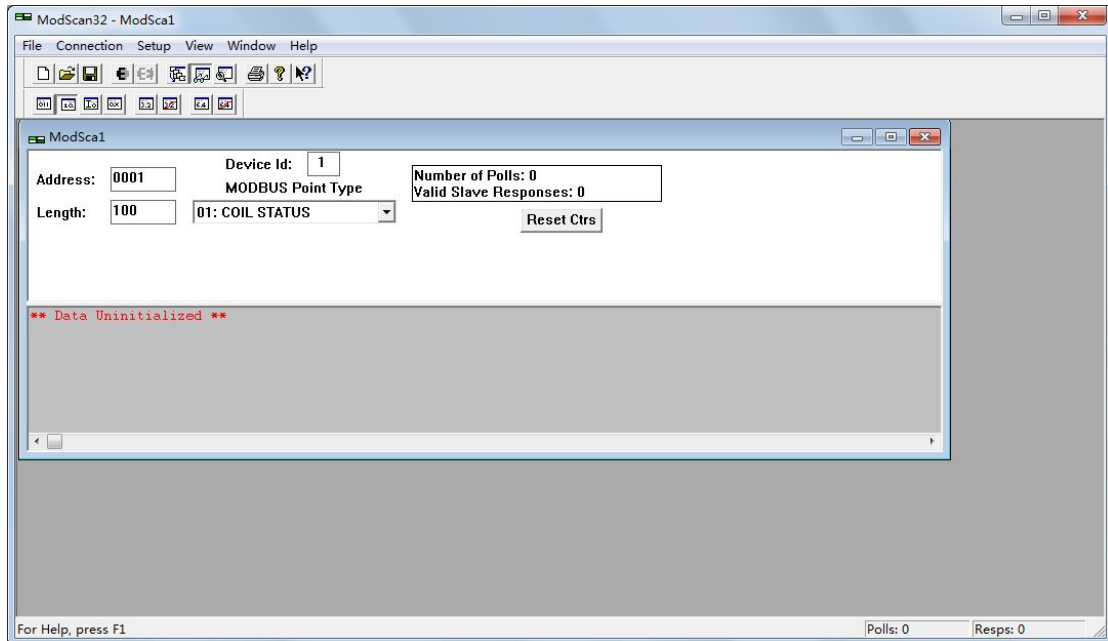 ModScan32 - ModSca1
File Connection Setup View Window Help
ModSca1
Device Id: 1
Address: 0001
MODBUS Point Type
Number of Polls: 0
Valid Slave Responses: 0
Length: 100
01: COIL STATUS
Reset Ctrs
** Data Uninitialized **
For Help, press F1
Polls: 0
Resps: 0